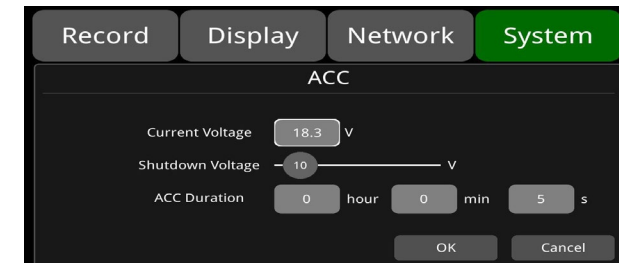 Record Display Network System
ACC
Current Voltage 18.3 V
Shutdown Voltage 10 V
ACC Duration 0 hour 0 min 5 s
OK Cancel